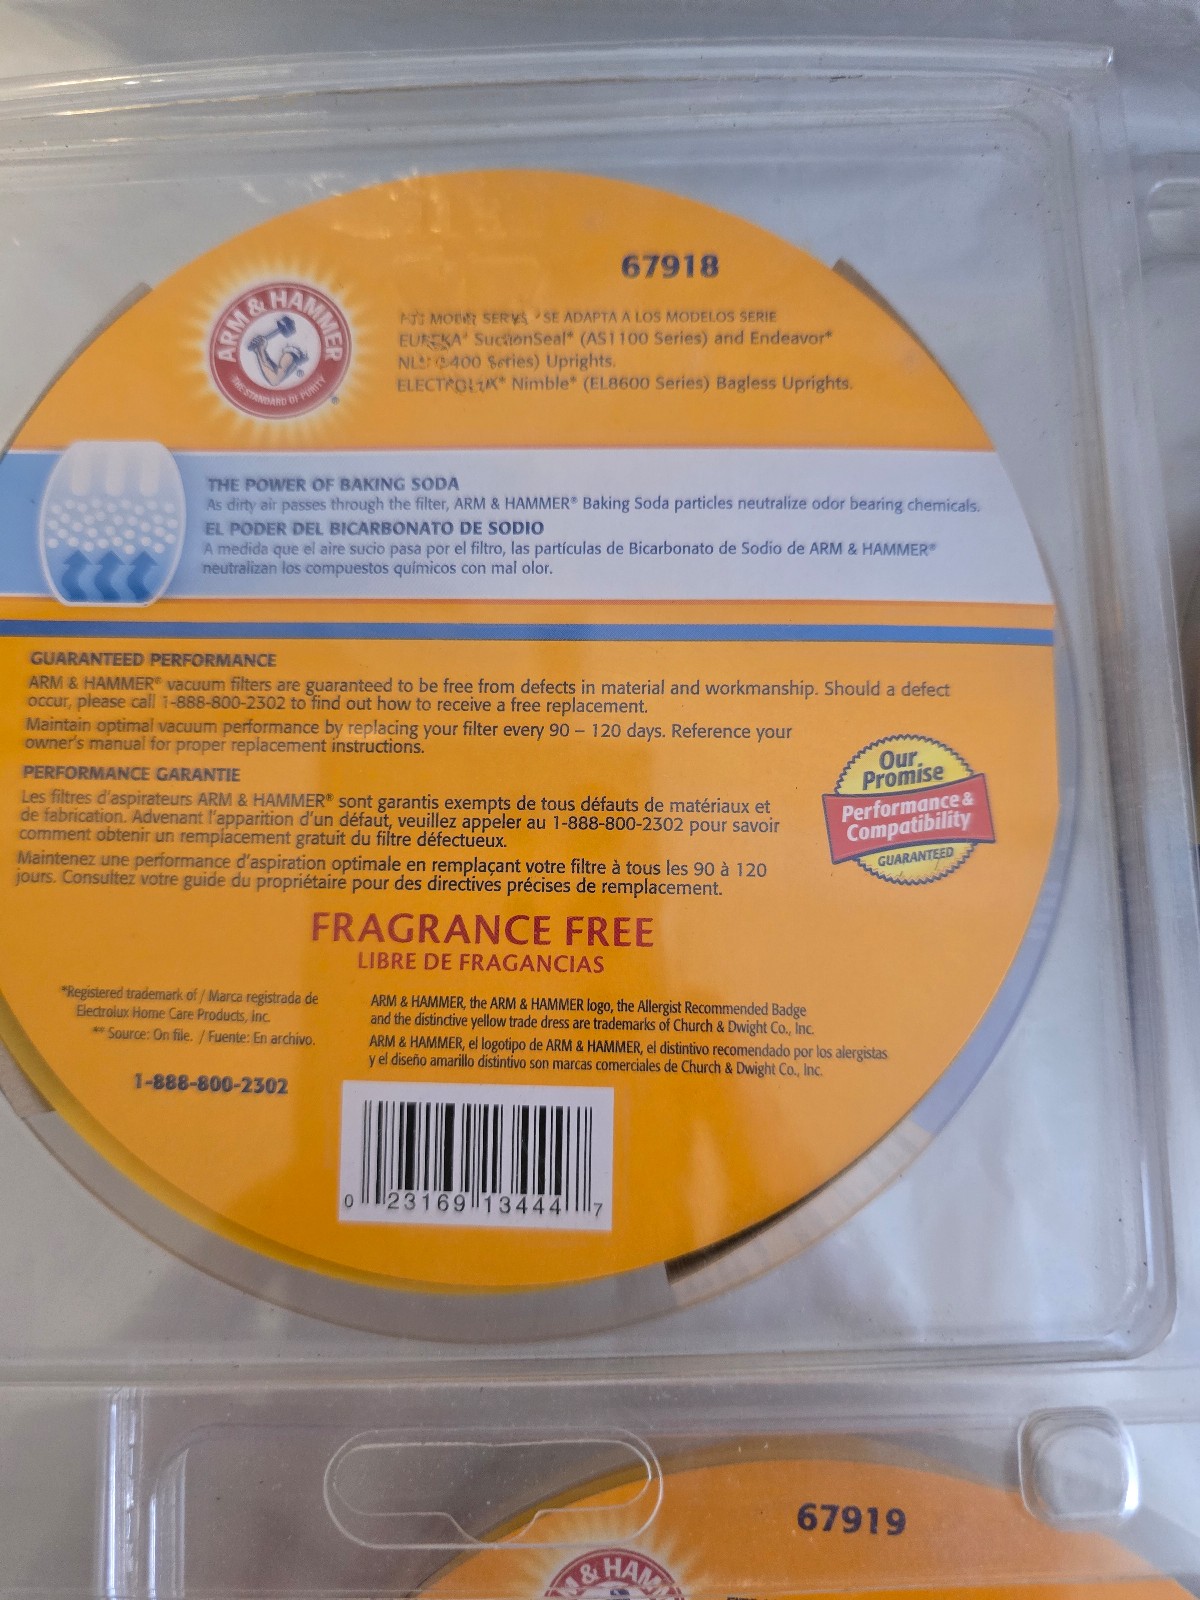 67918
ARM & HAMMER
THE STANDARD OF PURITY
MODEL SERIES SE ADAPTA A LOS MODELOS SERIE
EUREKA* SuctionSeal* (AS1100 Series) and Endeavor*
400 Series) Uprights.
ELECTROLUX* Nimble* (EL8600 Series) Bagless Uprights.
THE POWER OF BAKING SODA
As dirty air passes through the filter, ARM & HAMMER® Baking Soda particles neutralize odor bearing chemicals.
EL PODER DEL BICARBONATO DE SODIO
A medida que el aire sucio pasa por el filtro, las partículas de Bicarbonato de Sodio de ARM & HAMMER®
neutralizan los compuestos químicos con mal olor.
GUARANTEED PERFORMANCE
ARM & HAMMER® vacuum filters are guaranteed to be free from defects in material and workmanship. Should a defect
occur, please call 1-888-800-2302 to find out how to receive a free replacement.
Maintain optimal vacuum performance by replacing your filter every 90 – 120 days. Reference your
owner's manual for proper replacement instructions.
PERFORMANCE GARANTIE
Les filtres d'aspirateurs ARM & HAMMER® sont garantis exempts de tous défauts de matériaux et
de fabrication. Advenant l'apparition d'un défaut, veuillez appeler au 1-888-800-2302 pour savoir
comment obtenir un remplacement gratuit du filtre défectueux.
Maintenez une performance d'aspiration optimale en remplaçant votre filtre à tous les 90 à 120
jours. Consultez votre guide du propriétaire pour des directives précises de remplacement.
Our
Promise
Performance &
Compatibility
GUARANTEED
FRAGRANCE FREE
LIBRE DE FRAGANCIAS
*Registered trademark of / Marca registrada de
Electrolux Home Care Products, Inc.
** Source: On file. / Fuente: En archivo.
1-888-800-2302
ARM & HAMMER, the ARM & HAMMER logo, the Allergist Recommended Badge
and the distinctive yellow trade dress are trademarks of Church & Dwight Co., Inc.
ARM & HAMMER, el logotipo de ARM & HAMMER, el distintivo recomendado por los alergistas
y el diseño amarillo distintivo son marcas comerciales de Church & Dwight Co., Inc.
0 23169 13444 7
67919
& HAM